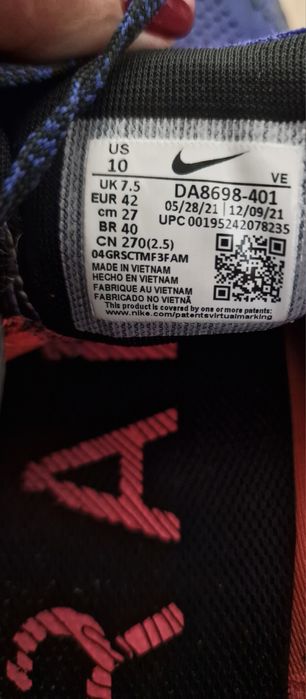 US
10
VE
UK 7.5
DA8698-401
EUR 42
05/28/21 12/09/21
cm 27
UPC 00195242078235
BR 40
CN 270(2.5)
04GRSCTMF3FAM
MADE IN VIETNAM
HECHO EN VIETNAM
FABRIQUE AU VIETNAM
FABRICADO NO VIETNÃ
This product is covered by one or more patents:
www.nike.com/patentsvirtualmarking